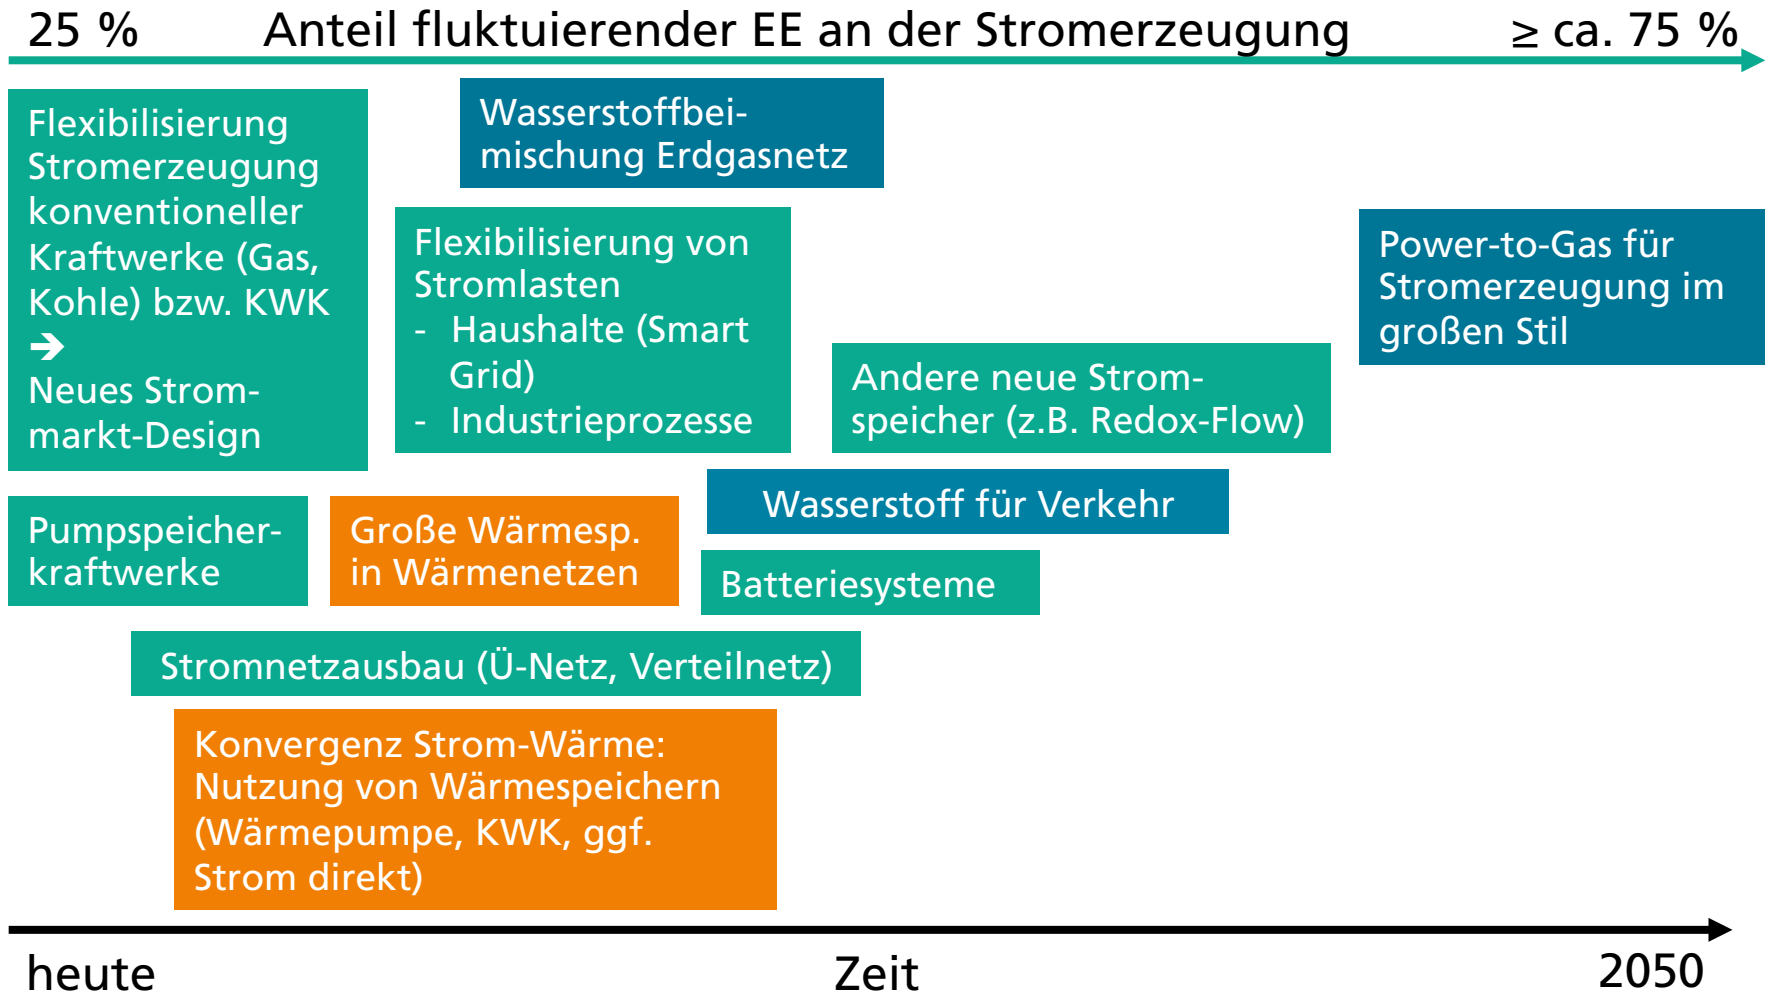 25 % Anteil fluktuierender EE an der Stromerzeugung ≥ ca. 75 %
Flexibilisierung
Stromerzeugung
konventioneller
Kraftwerke (Gas,
Kohle) bzw. KWK
➔
Neues Strom-
markt-Design
Wasserstoffbei-
mischung Erdgasnetz
Flexibilisierung von
Stromlasten
- Haushalte (Smart
Grid)
- Industrieprozesse
Power-to-Gas für
Stromerzeugung im
großen Stil
Andere neue Strom-
speicher (z.B. Redox-Flow)
Wasserstoff für Verkehr
Pumpspeicher-
kraftwerke
Große Wärmesp.
in Wärmenetzen
Batteriesysteme
Stromnetzausbau (Ü-Netz, Verteilnetz)
Konvergenz Strom-Wärme:
Nutzung von Wärmespeichern
(Wärmepumpe, KWK, ggf.
Strom direkt)
heute Zeit 2050